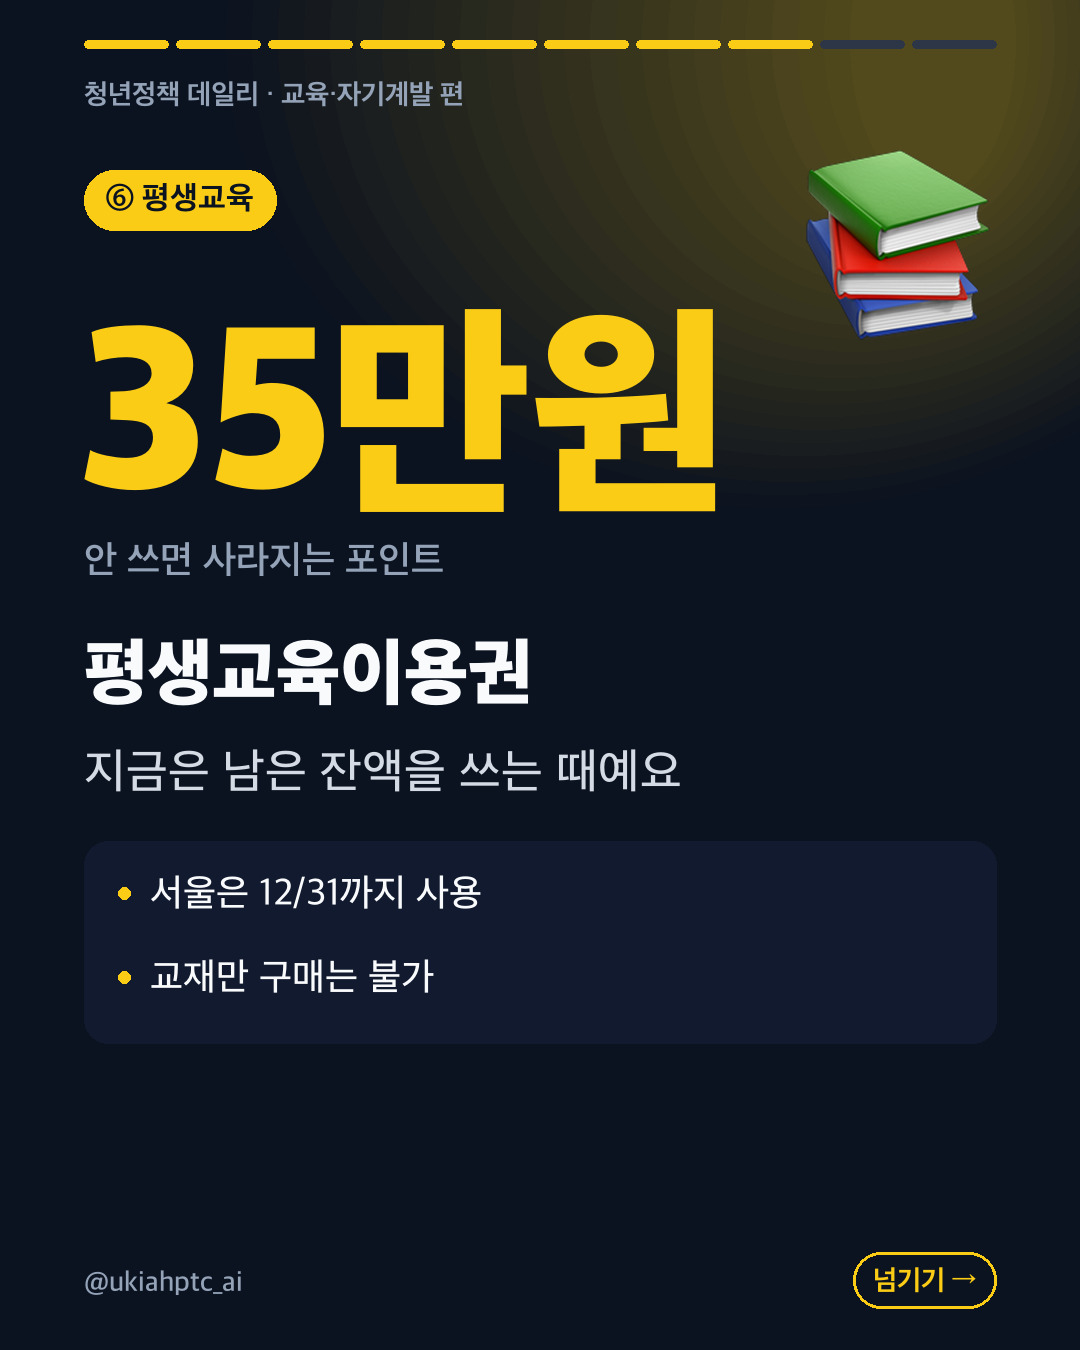 청년정책 데일리 · 교육·자기계발 편
⑥ 평생교육
35만원
안 쓰면 사라지는 포인트
평생교육이용권
지금은 남은 잔액을 쓰는 때예요
• 서울은 12/31까지 사용
• 교재만 구매는 불가
@ukiahptc_ai
넘기기 →